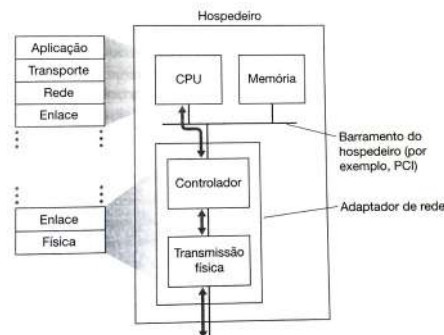 Hospedeiro
Aplicação
Transporte
Rede
Enlace
CPU
Memória
Barramento do
hospedeiro (por
exemplo, PCI)
Controlador
Adaptador de rede
Enlace
Física
Transmissão
física